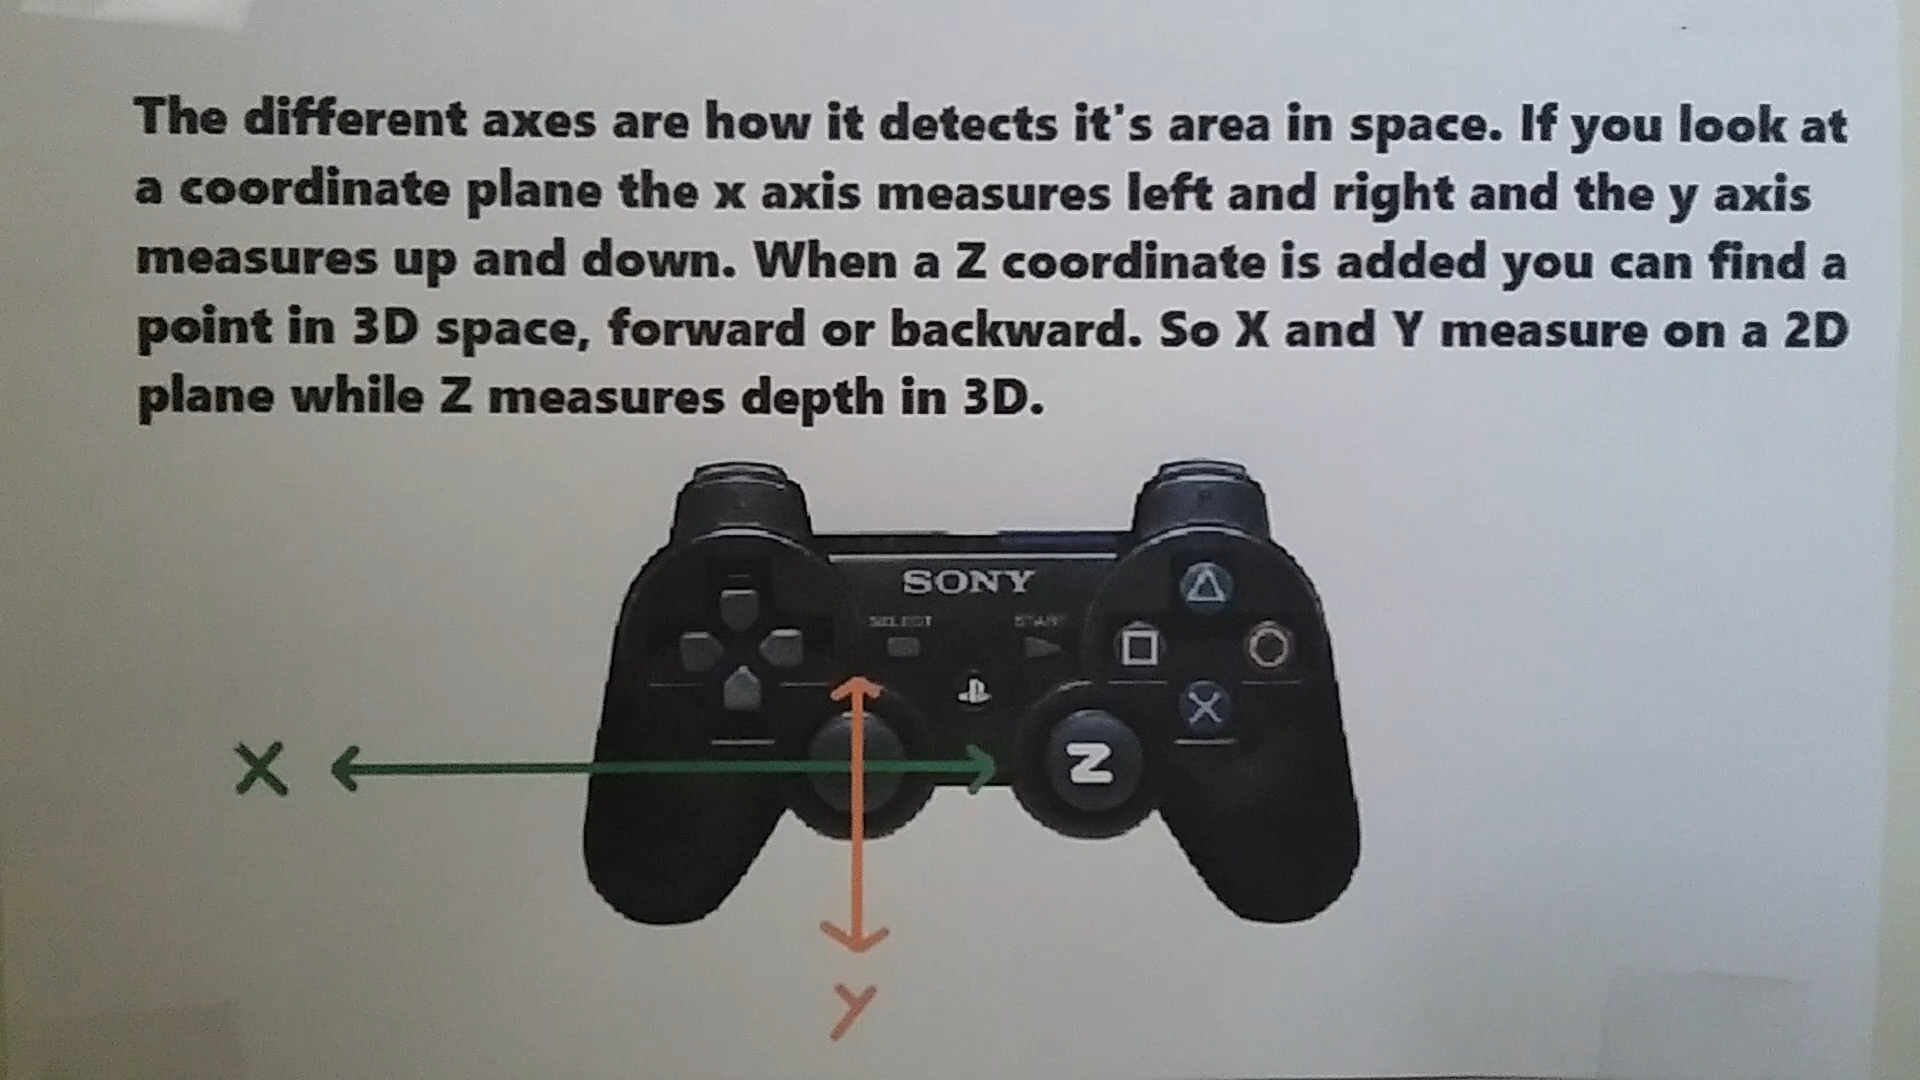 The different axes are how it detects it's area in space. If you look at
a coordinate plane the x axis measures left and right and the y axis
measures up and down. When a Z coordinate is added you can find a
point in 3D space, forward or backward. So X and Y measure on a 2D
plane while Z measures depth in 3D.
SONY
SELECT START
X Z
Y